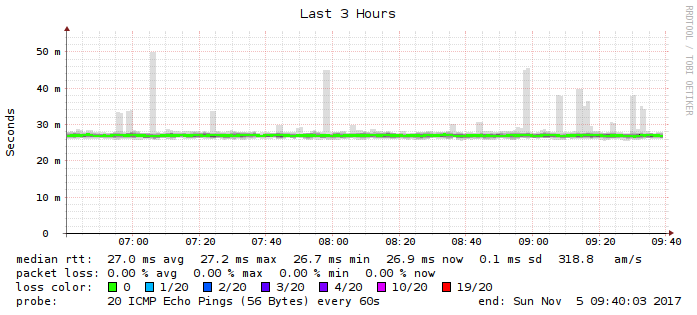 Last 3 Hours
RRDTOOL / TOBI OETIKER
Seconds
50 m
40 m
30 m
20 m
10 m
0
07:00 07:20 07:40 08:00 08:20 08:40 09:00 09:20 09:40
median rtt: 27.0 ms avg 27.2 ms max 26.7 ms min 26.9 ms now 0.1 ms sd 318.8 am/s
packet loss: 0.00 % avg 0.00 % max 0.00 % min 0.00 % now
loss color: 0 1/20 2/20 3/20 4/20 10/20 19/20
probe: 20 ICMP Echo Pings (56 Bytes) every 60s end: Sun Nov 5 09:40:03 2017